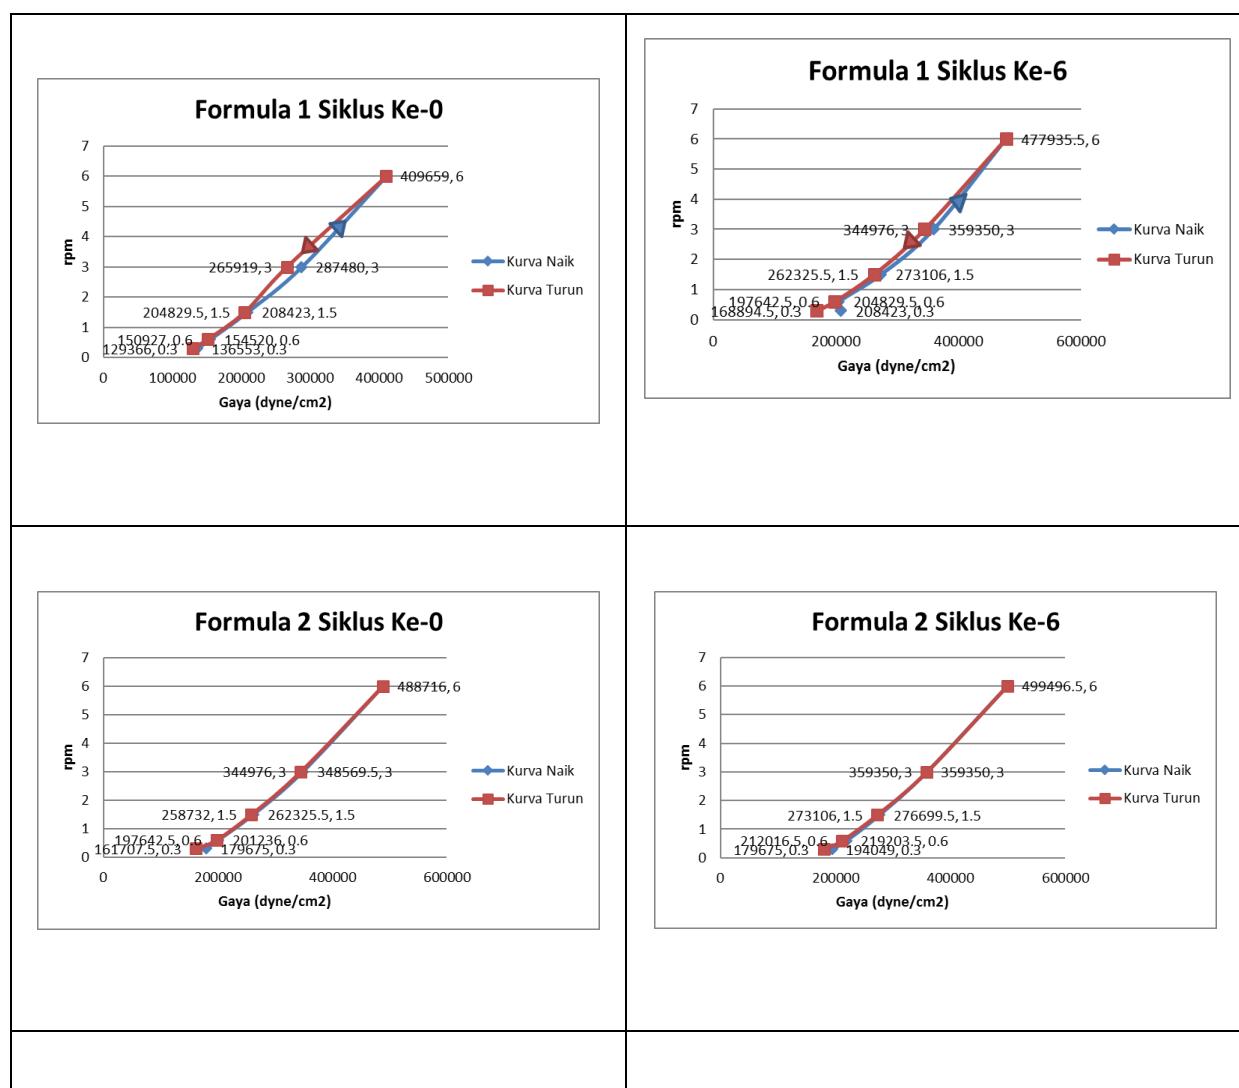 Formula 1 Siklus Ke-0
7
6
5
4
3
2
1
0
rpm
409659, 6
265919, 3
287480, 3
204829.5, 1.5
208423, 1.5
150927, 0.6
154520, 0.6
129366, 0.3
136553, 0.3
0 100000 200000 300000 400000 500000
Gaya (dyne/cm2)
Kurva Naik
Kurva Turun
Formula 1 Siklus Ke-6
7
6
5
4
3
2
1
0
rpm
477935.5, 6
344976, 3
359350, 3
262325.5, 1.5
273106, 1.5
197642.5, 0.6
204829.5, 0.6
168894.5, 0.3
208423, 0.3
0 200000 400000 600000
Gaya (dyne/cm2)
Kurva Naik
Kurva Turun
Formula 2 Siklus Ke-0
7
6
5
4
3
2
1
0
rpm
488716, 6
344976, 3
348569.5, 3
258732, 1.5
262325.5, 1.5
197642.5, 0.6
201236, 0.6
161707.5, 0.3
179675, 0.3
0 200000 400000 600000
Gaya (dyne/cm2)
Kurva Naik
Kurva Turun
Formula 2 Siklus Ke-6
7
6
5
4
3
2
1
0
rpm
499496.5, 6
359350, 3
359350, 3
273106, 1.5
276699.5, 1.5
212016.5, 0.6
219203.5, 0.6
179675, 0.3
194049, 0.3
0 200000 400000 600000
Gaya (dyne/cm2)
Kurva Naik
Kurva Turun